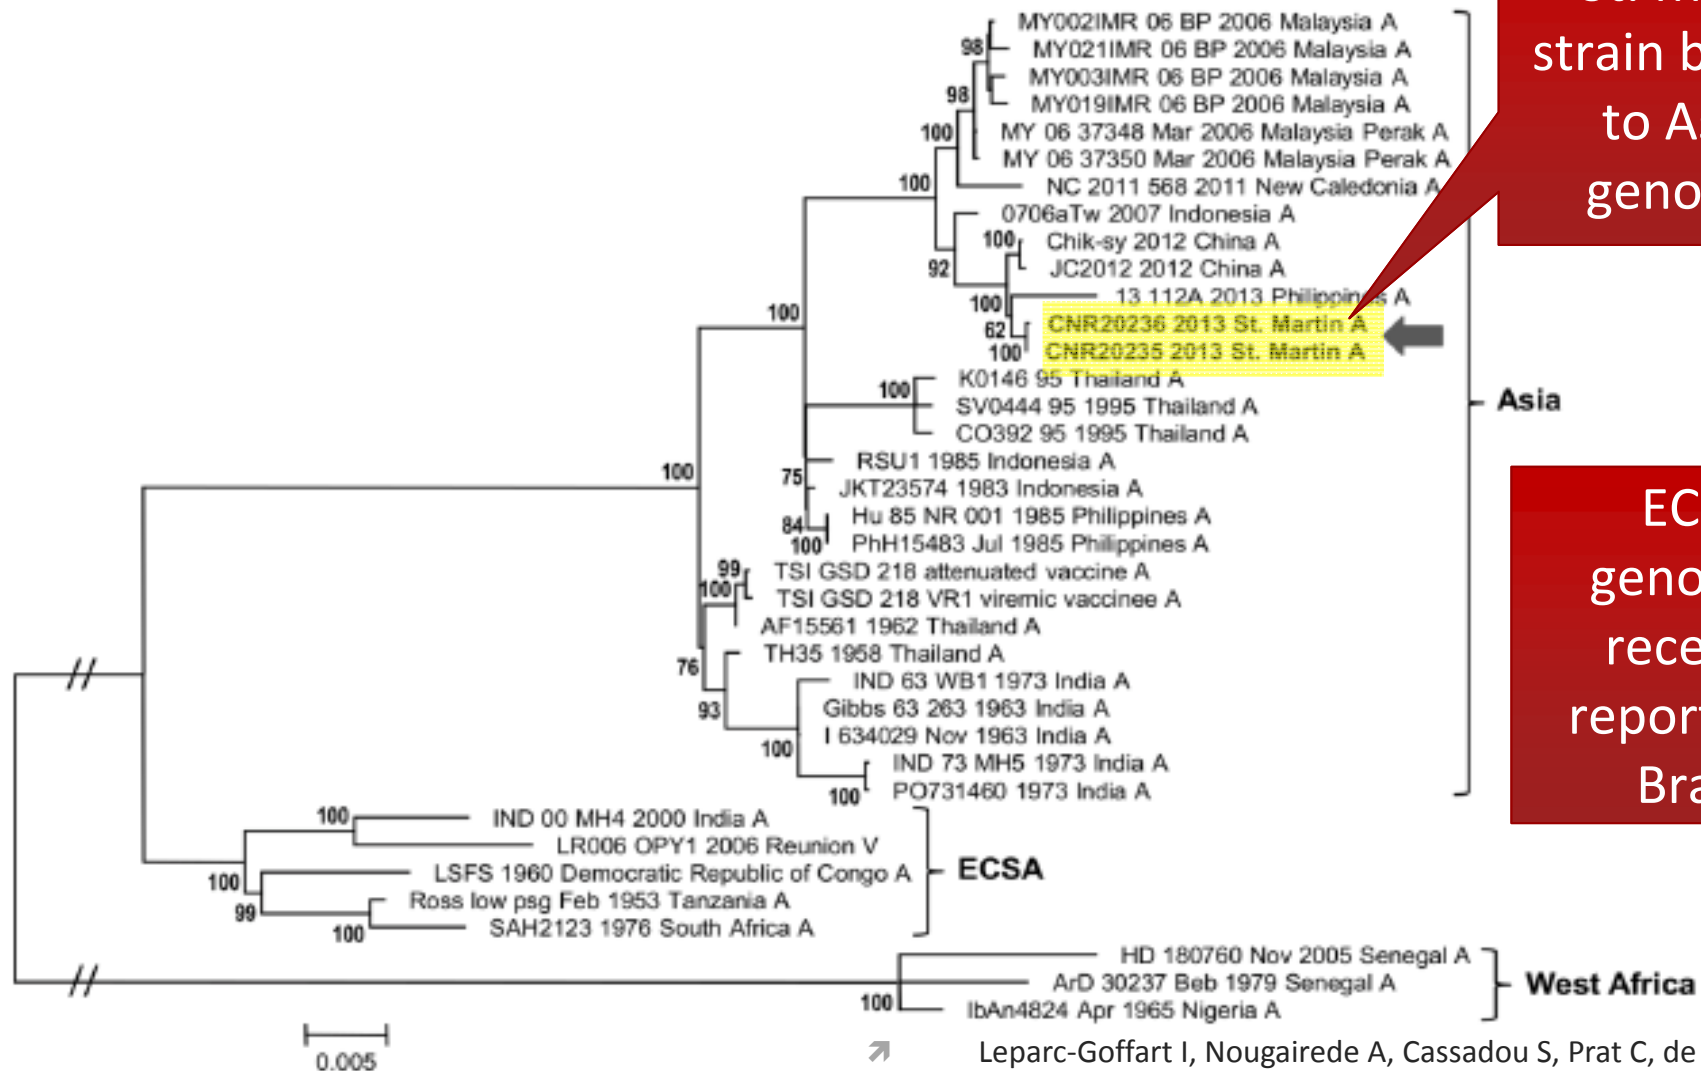 MY002IMR 06 BP 2006 Malaysia A
98
MY021IMR 06 BP 2006 Malaysia A
MY003IMR 06 BP 2006 Malaysia A
98
MY019IMR 06 BP 2006 Malaysia A
100
MY 06 37348 Mar 2006 Malaysia Perak A
MY 06 37350 Mar 2006 Malaysia Perak A
100
NC 2011 568 2011 New Caledonia A
0706aTw 2007 Indonesia A
100
Chik-sy 2012 China A
92
JC2012 2012 China A
100
13 112A 2013 Philippines A
100
CNR20236 2013 St. Martin A
62
CNR20235 2013 St. Martin A
100
K0146 95 Thailand A
100
SV0444 95 1995 Thailand A
CO392 95 1995 Thailand A
100
RSU1 1985 Indonesia A
75
JKT23574 1983 Indonesia A
Hu 85 NR 001 1985 Philippines A
84
PhH15483 Jul 1985 Philippines A
100
99
TSI GSD 218 attenuated vaccine A
100
TSI GSD 218 VR1 viremic vaccinee A
AF15561 1962 Thailand A
76
TH35 1958 Thailand A
IND 63 WB1 1973 India A
93
Gibbs 63 263 1963 India A
I 634029 Nov 1963 India A
100
IND 73 MH5 1973 India A
PO731460 1973 India A
100
Asia
strain b
to A
geno
EC
geno
rece
repor
Bra
100
IND 00 MH4 2000 India A
LR006 OPY1 2006 Reunion V
LSFS 1960 Democratic Republic of Congo A
100
Ross low psg Feb 1953 Tanzania A
99
SAH2123 1976 South Africa A
100
ECSA
HD 180760 Nov 2005 Senegal A
ArD 30237 Beb 1979 Senegal A
100
IbAn4824 Apr 1965 Nigeria A
West Africa
0.005
Leparc-Goffart I, Nougairede A, Cassadou S, Prat C, de